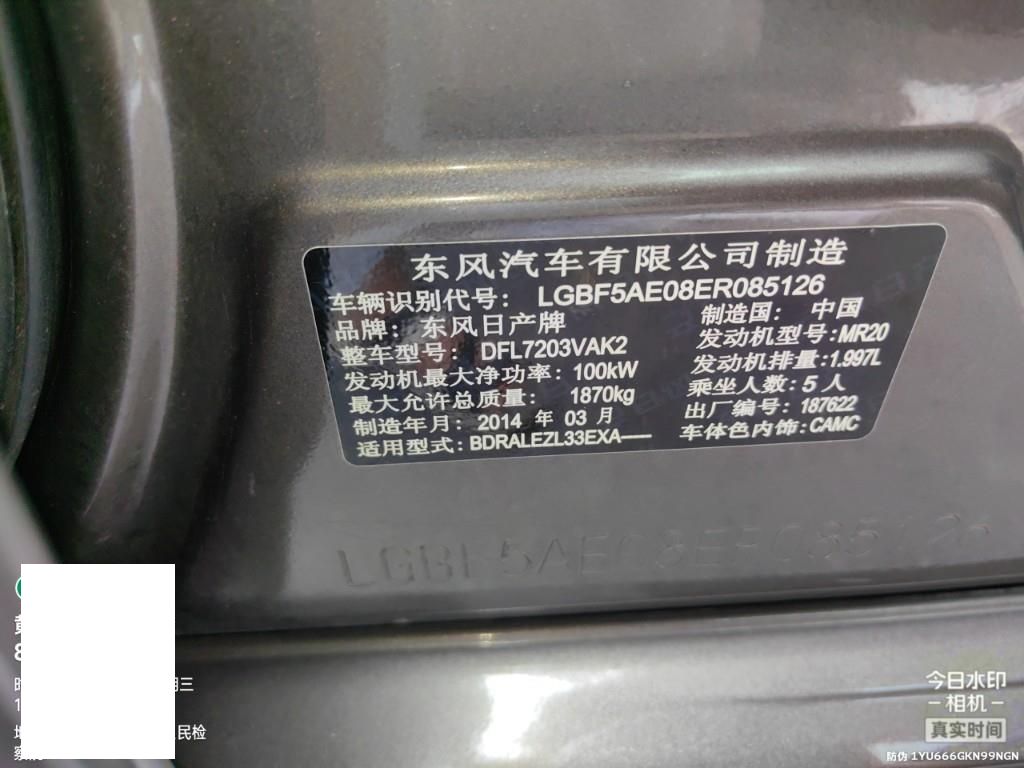 东风汽车有限公司制造
车辆识别代号: LGBF5AE08ER085126
品牌: 东风日产牌 制造国: 中国
整车型号: DFL7203VAK2 发动机型号:MR20
发动机最大净功率: 100kW 发动机排量:1.997L
最大允许总质量: 1870kg 乘坐人数:5人
制造年月: 2014 年 03 月 出厂编号: 187622
适用型式:BDRALEZL33EXA—— 车体色内饰:CAMC
LGBF5AE08ER085126
民检
今日水印
-相机-
真实时间
防伪 1YU666GKN99NGN